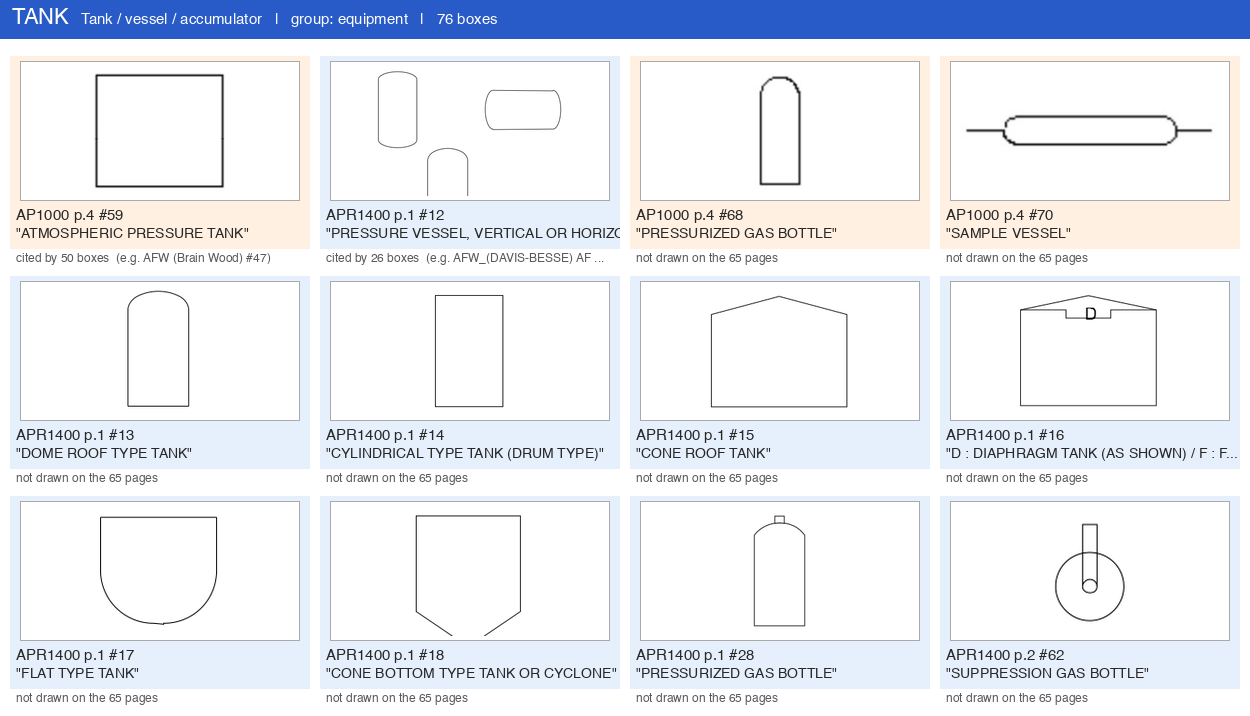 TANK Tank / vessel / accumulator | group: equipment | 76 boxes
AP1000 p.4 #59
"ATMOSPHERIC PRESSURE TANK"
cited by 50 boxes (e.g. AFW (Brain Wood) #47)
APR1400 p.1 #12
"PRESSURE VESSEL, VERTICAL OR HORIZO
cited by 26 boxes (e.g. AFW_(DAVIS-BESSE) AF ...
AP1000 p.4 #68
"PRESSURIZED GAS BOTTLE"
not drawn on the 65 pages
AP1000 p.4 #70
"SAMPLE VESSEL"
not drawn on the 65 pages
APR1400 p.1 #13
"DOME ROOF TYPE TANK"
not drawn on the 65 pages
APR1400 p.1 #14
"CYLINDRICAL TYPE TANK (DRUM TYPE)"
not drawn on the 65 pages
APR1400 p.1 #15
"CONE ROOF TANK"
not drawn on the 65 pages
D
APR1400 p.1 #16
"D : DIAPHRAGM TANK (AS SHOWN) / F : F...
not drawn on the 65 pages
APR1400 p.1 #17
"FLAT TYPE TANK"
not drawn on the 65 pages
APR1400 p.1 #18
"CONE BOTTOM TYPE TANK OR CYCLONE"
not drawn on the 65 pages
APR1400 p.1 #28
"PRESSURIZED GAS BOTTLE"
not drawn on the 65 pages
APR1400 p.2 #62
"SUPPRESSION GAS BOTTLE"
not drawn on the 65 pages